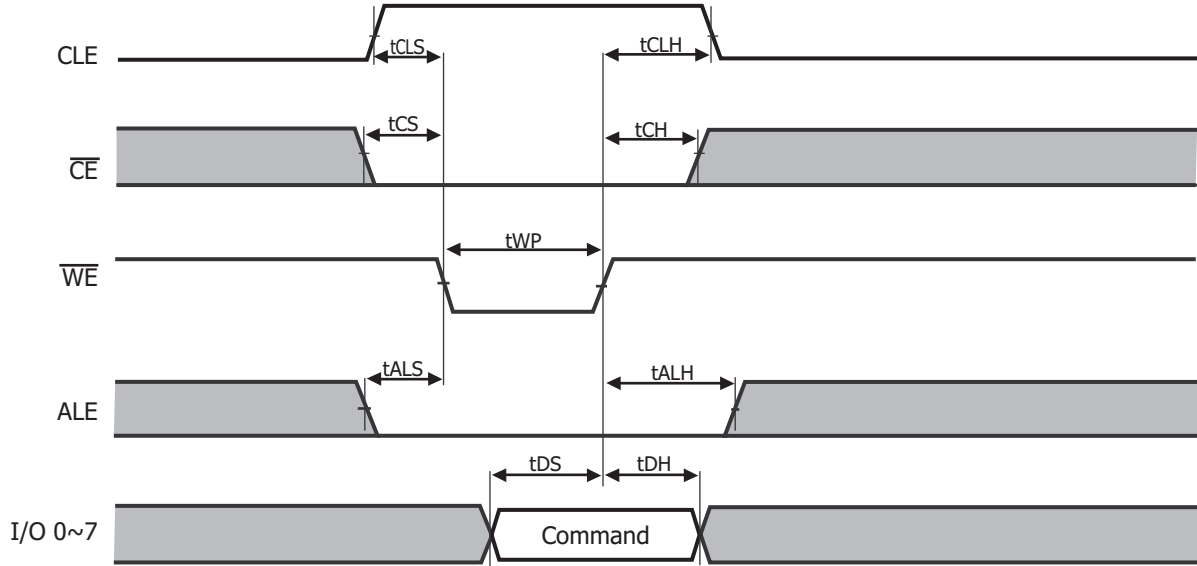 CLE
tCLS
tCLH
CE
tCS
tCH
WE
tWP
ALE
tALS
tALH
I/O 0~7
tDS
tDH
Command